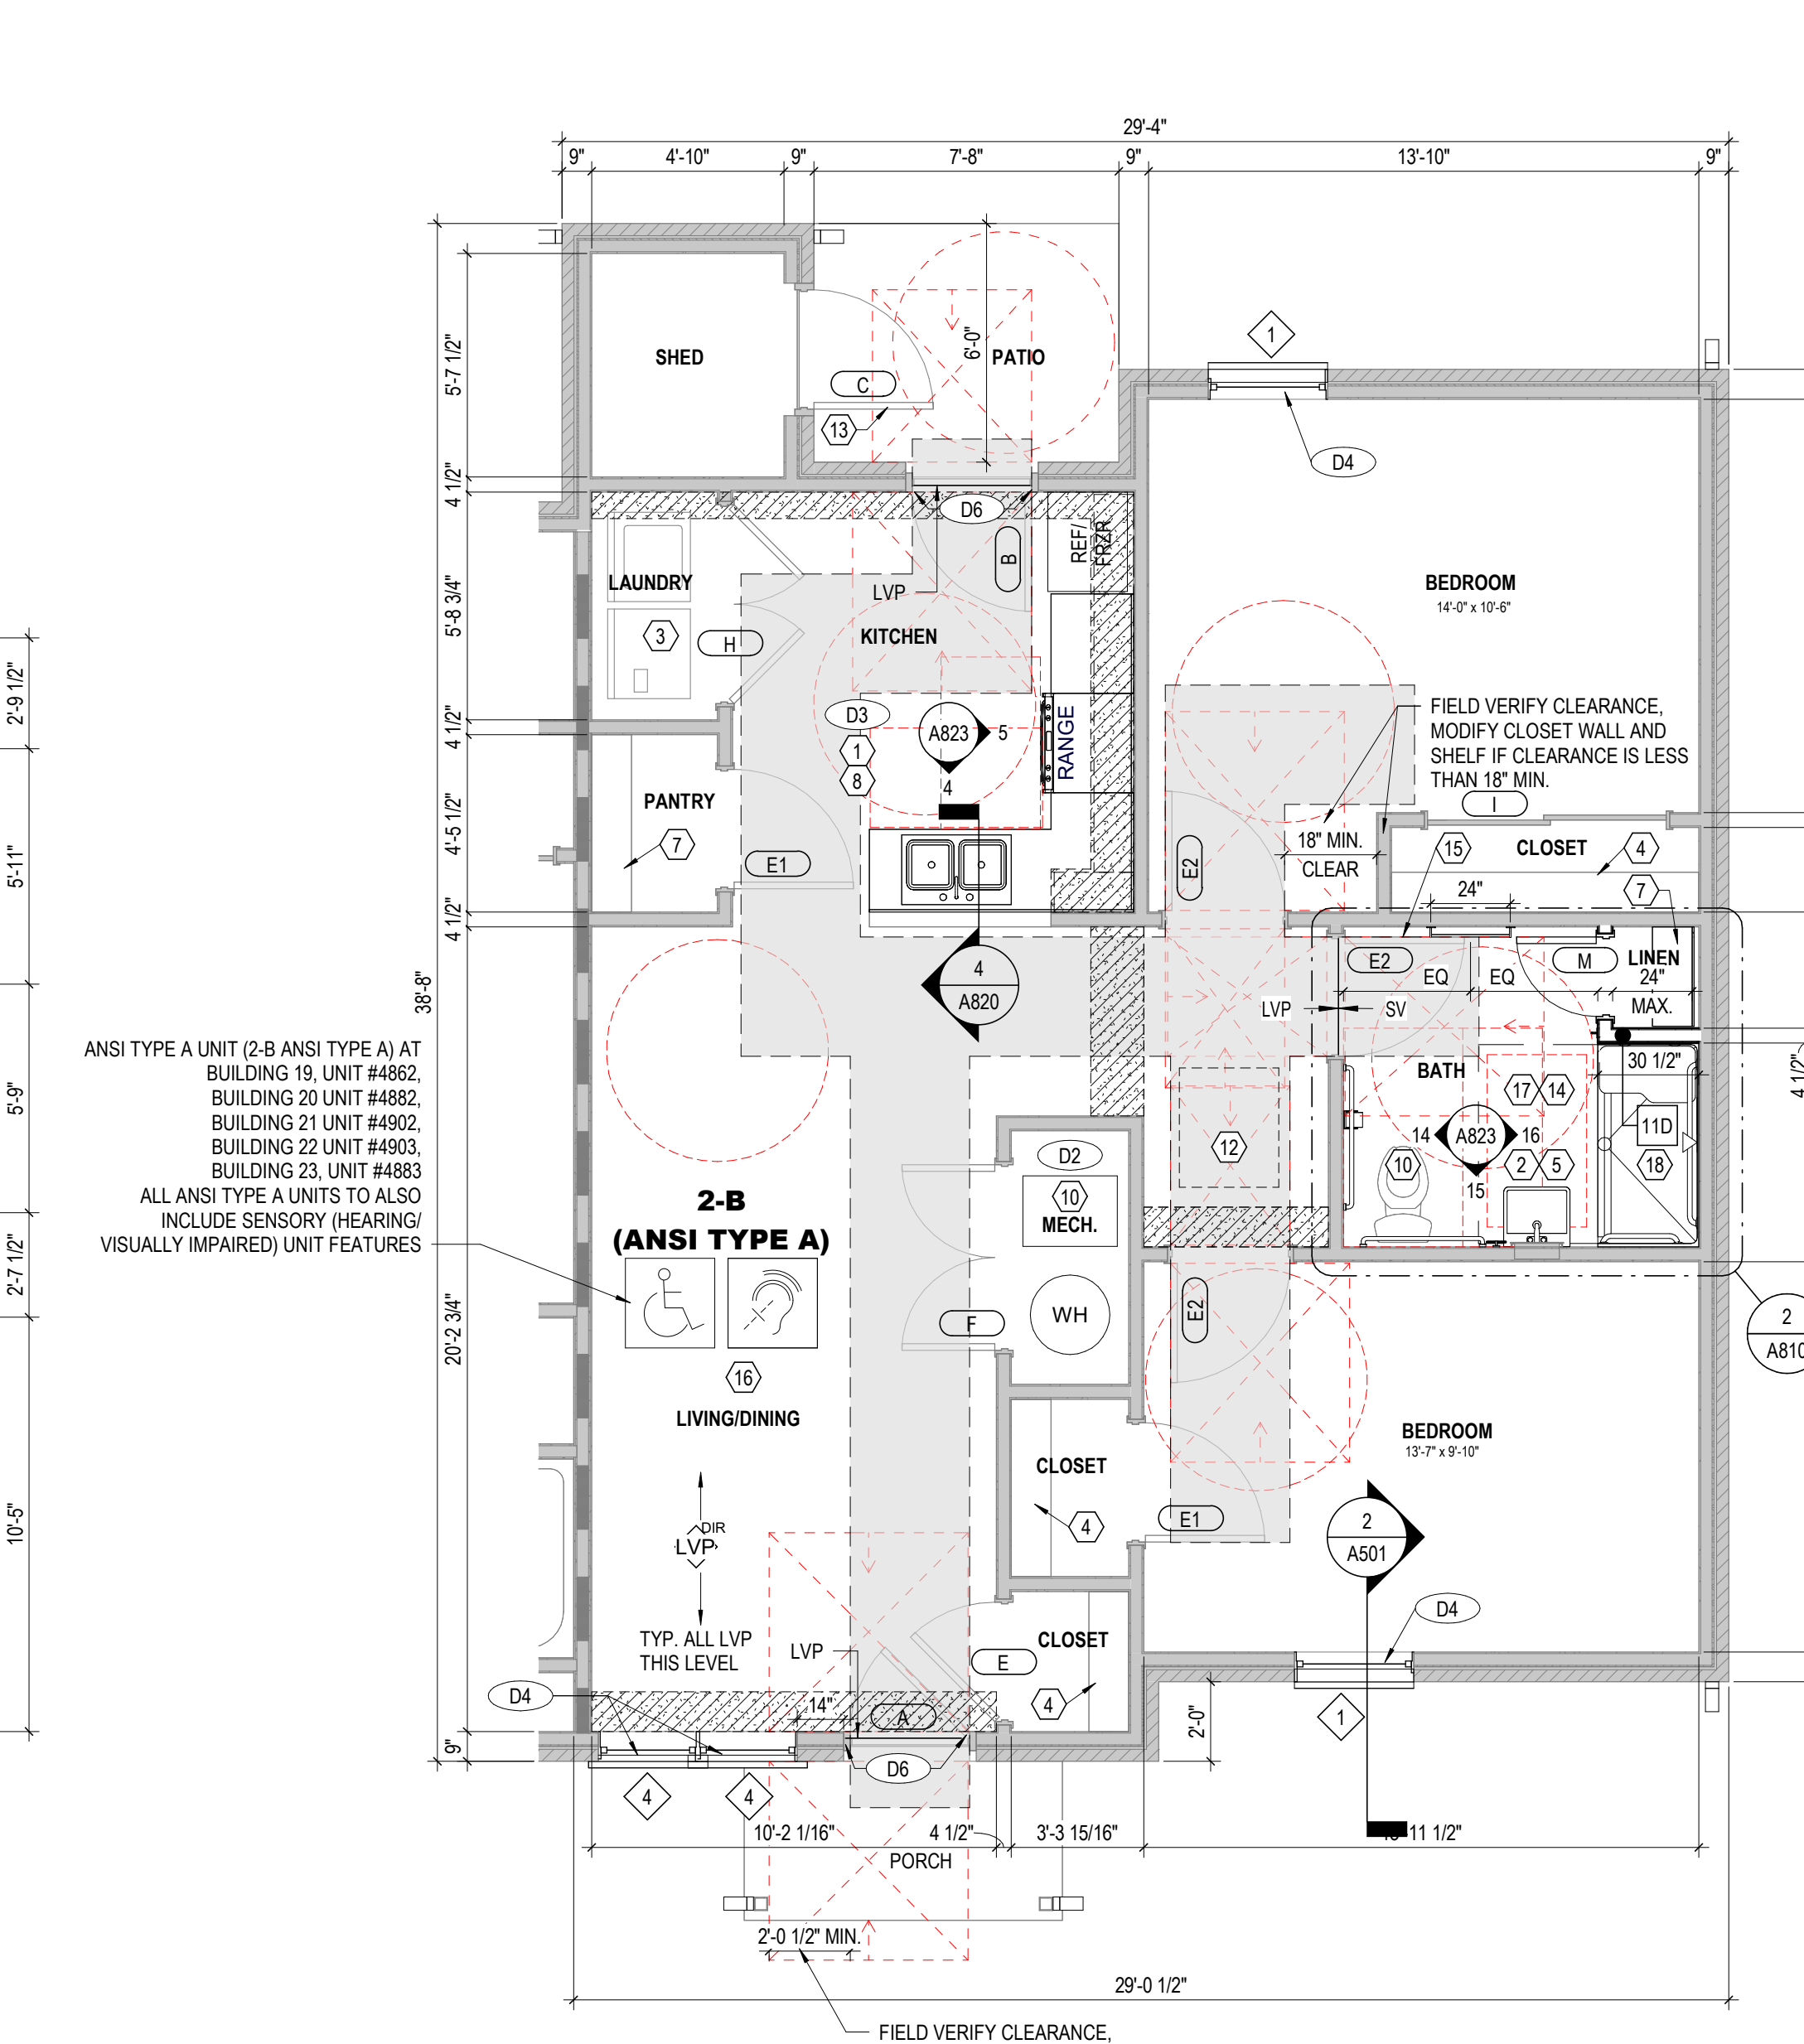 29'-4"
9"
4'-10"
9"
7'-8"
9"
13'-10"
9"
5'-7 1/2"
SHED
C
13
6'-0"
PATIO
1
D4
4 1/2"
D6
B
REF/
FRZR
LAUNDRY
LVP
BEDROOM
14'-0" x 10'-6"
5'-8 3/4"
3
H
KITCHEN
2'-9 1/2"
4 1/2"
D3
1
8
A823
5
4
RANGE
FIELD VERIFY CLEARANCE,
MODIFY CLOSET WALL AND
SHELF IF CLEARANCE IS LESS
THAN 18" MIN.
I
5'-11"
4'-5 1/2"
PANTRY
7
E1
E2
18" MIN.
CLEAR
15
CLOSET
4
24"
7
4 1/2"
38'-8"
4
A820
E2
M
LINEN
EQ
EQ
24"
MAX.
LVP
SV
ANSI TYPE A UNIT (2-B ANSI TYPE A) AT
BUILDING 19, UNIT #4862,
BUILDING 20 UNIT #4882,
BUILDING 21 UNIT #4902,
BUILDING 22 UNIT #4903,
BUILDING 23, UNIT #4883
ALL ANSI TYPE A UNITS TO ALSO
INCLUDE SENSORY (HEARING/
VISUALLY IMPAIRED) UNIT FEATURES
5'-9"
BATH
30 1/2"
4 1/2"
17
14
14
A823
16
11D
12
10
2
5
18
15
D2
10
MECH.
2-B
(ANSI TYPE A)
2'-7 1/2"
20'-2 3/4"
F
WH
E2
2
A810
16
LIVING/DINING
BEDROOM
13'-7" x 9'-10"
10'-5"
CLOSET
4
E1
2
A501
DIR
LVP
TYP. ALL LVP
THIS LEVEL
LVP
E
CLOSET
4
D4
D4
14"
A
9"
D6
2'-0"
1
4
4
10'-2 1/16"
4 1/2"
3'-3 15/16"
11 1/2"
PORCH
2'-0 1/2" MIN.
29'-0 1/2"
FIELD VERIFY CLEARANCE,